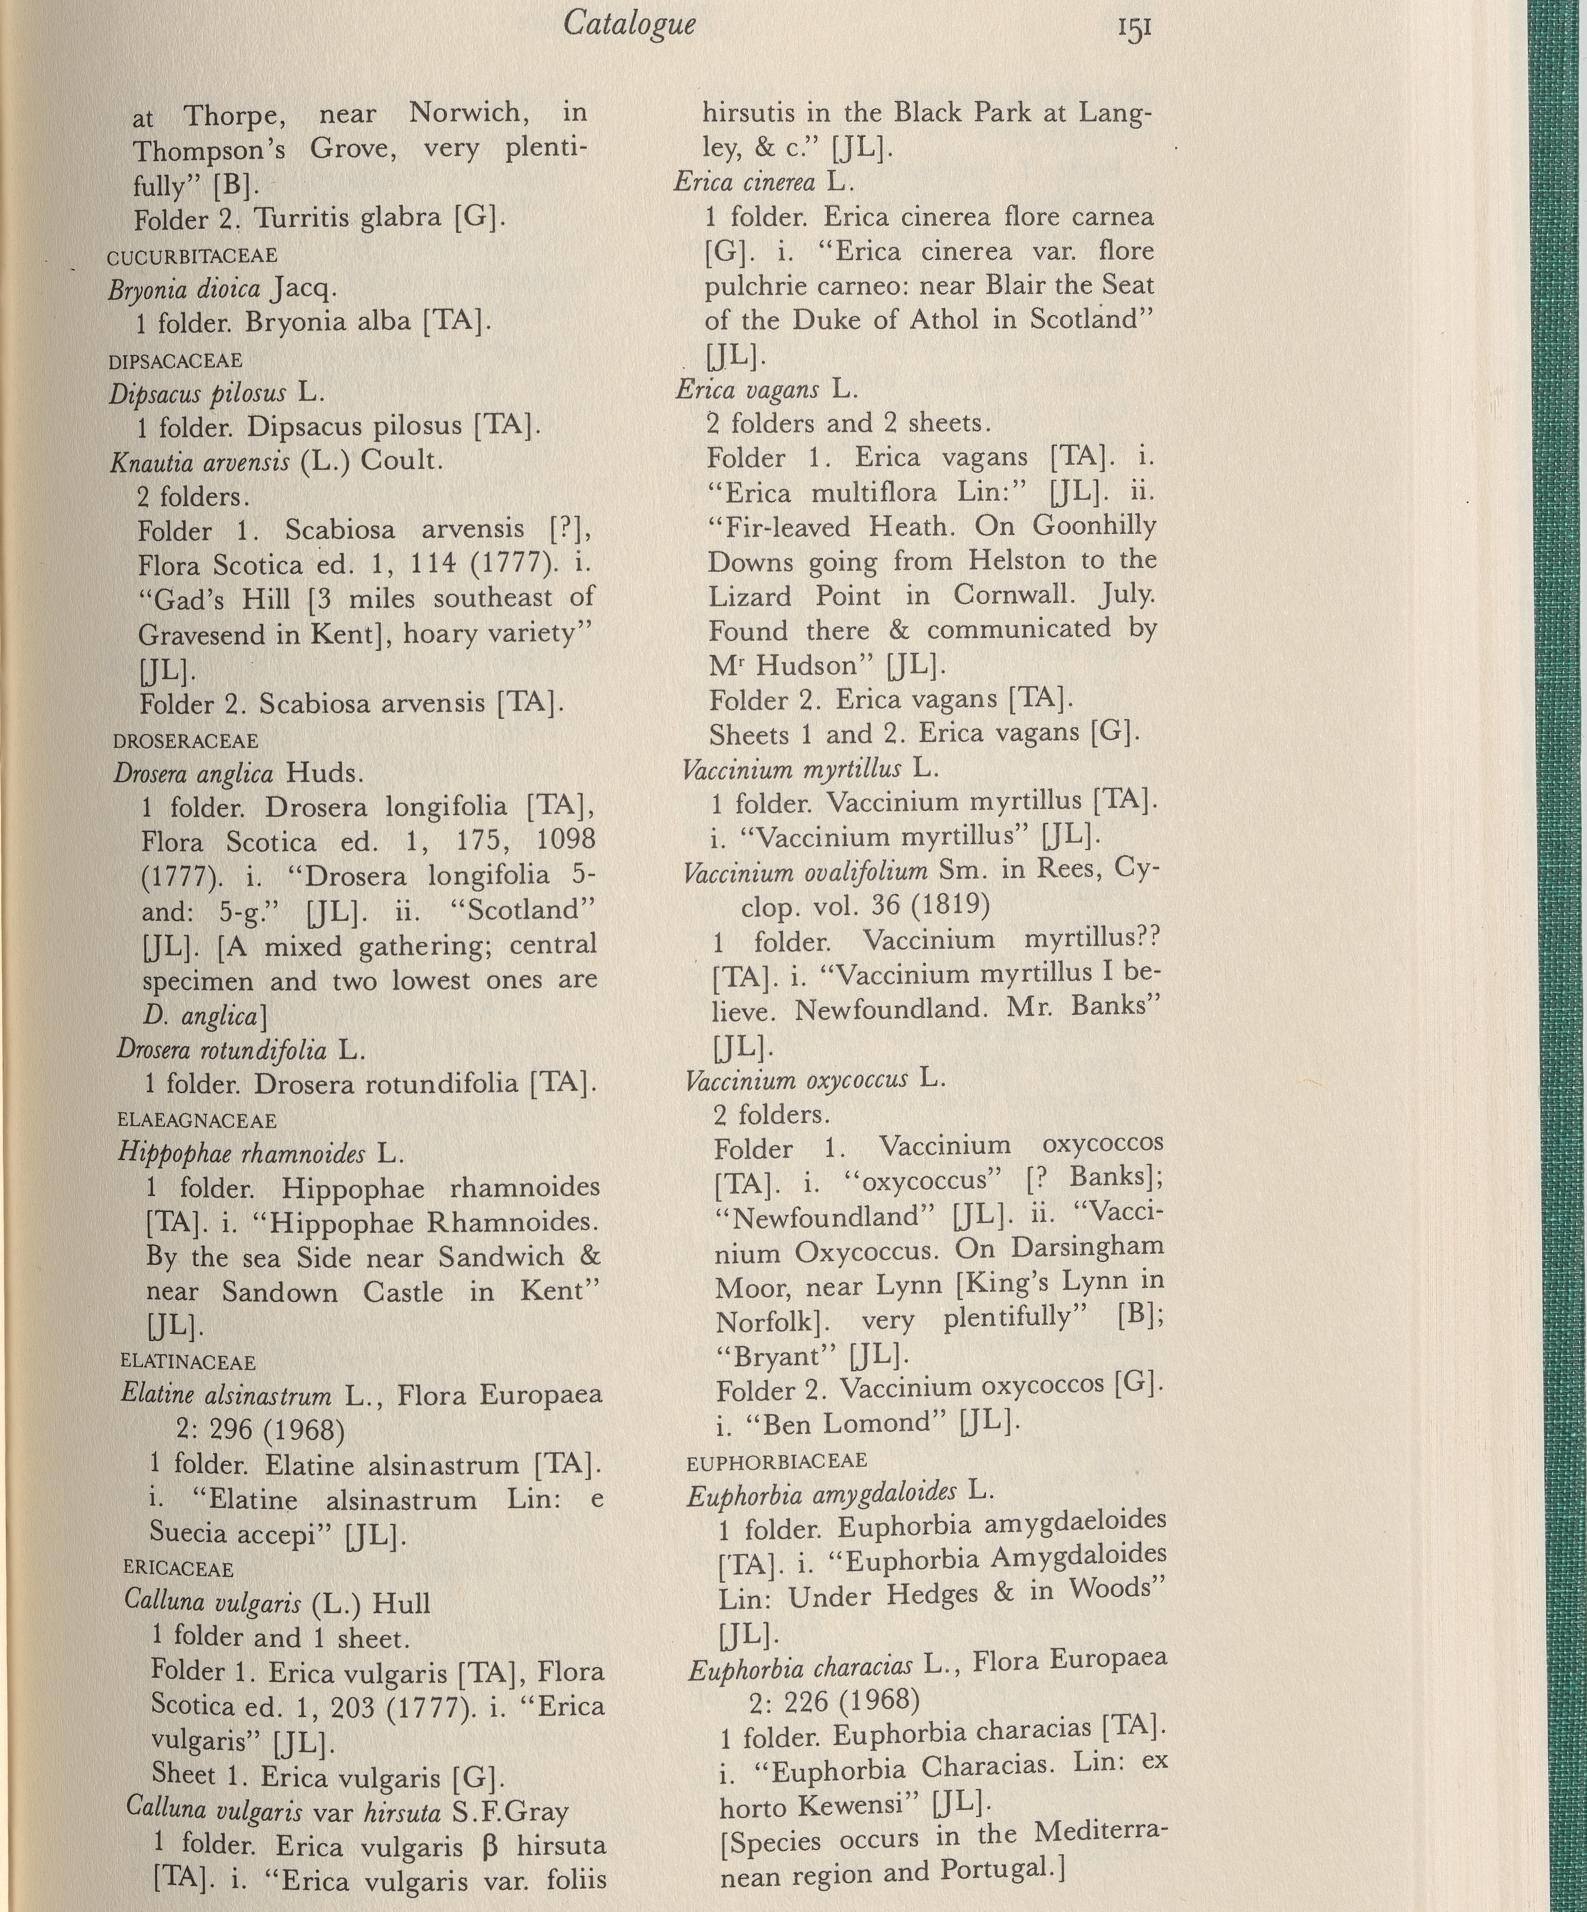 Catalogue
151
at Thorpe, near Norwich, in
Thompson's Grove, very plenti-
fully” [B].
Folder 2. Turritis glabra [G].
CUCURBITACEAE
Bryonia dioica Jacq.
1 folder. Bryonia alba [TA].
DIPSACACEAE
Dipsacus pilosus L.
1 folder. Dipsacus pilosus [TA].
Knautia arvensis (L.) Coult.
2 folders.
Folder 1. Scabiosa arvensis [?],
Flora Scotica ed. 1, 114 (1777). i.
“Gad's Hill [3 miles southeast of
Gravesend in Kent], hoary variety”
[JL].
Folder 2. Scabiosa arvensis [TA].
DROSERACEAE
Drosera anglica Huds.
1 folder. Drosera longifolia [TA],
Flora Scotica ed. 1, 175, 1098
(1777). i. “Drosera longifolia 5-
and: 5-g.” [JL]. ii. “Scotland”
[JL]. [A mixed gathering; central
specimen and two lowest ones are
D. anglica]
Drosera rotundifolia L.
1 folder. Drosera rotundifolia [TA].
ELAEAGNACEAE
Hippophae rhamnoides L.
1 folder. Hippophae rhamnoides
[TA]. i. “Hippophae Rhamnoides.
By the sea Side near Sandwich &
near Sandown Castle in Kent”
[JL].
ELATINACEAE
Elatine alsinastrum L., Flora Europaea
2: 296 (1968)
1 folder. Elatine alsinastrum [TA].
i. “Elatine alsinastrum Lin: e
Suecia accepi” [JL].
ERICACEAE
Calluna vulgaris (L.) Hull
1 folder and 1 sheet.
Folder 1. Erica vulgaris [TA], Flora
Scotica ed. 1, 203 (1777). i. “Erica
vulgaris” [JL].
Sheet 1. Erica vulgaris [G].
Calluna vulgaris var hirsuta S.F.Gray
1 folder. Erica vulgaris β hirsuta
[TA]. i. “Erica vulgaris var. foliis
hirsutis in the Black Park at Lang-
ley, & c.” [JL].
Erica cinerea L.
1 folder. Erica cinerea flore carnea
[G]. i. “Erica cinerea var. flore
pulchrie carneo: near Blair the Seat
of the Duke of Athol in Scotland”
[JL].
Erica vagans L.
2 folders and 2 sheets.
Folder 1. Erica vagans [TA]. i.
“Erica multiflora Lin:” [JL]. ii.
“Fir-leaved Heath. On Goonhilly
Downs going from Helston to the
Lizard Point in Cornwall. July.
Found there & communicated by
Mʳ Hudson” [JL].
Folder 2. Erica vagans [TA].
Sheets 1 and 2. Erica vagans [G].
Vaccinium myrtillus L.
1 folder. Vaccinium myrtillus [TA].
i. “Vaccinium myrtillus” [JL].
Vaccinium ovalifolium Sm. in Rees, Cy-
clop. vol. 36 (1819)
1 folder. Vaccinium myrtillus??
[TA]. i. “Vaccinium myrtillus I be-
lieve. Newfoundland. Mr. Banks”
[JL].
Vaccinium oxycoccus L.
2 folders.
Folder 1. Vaccinium oxycoccos
[TA]. i. “oxycoccus” [? Banks];
“Newfoundland” [JL]. ii. “Vacci-
nium Oxycoccus. On Darsingham
Moor, near Lynn [King's Lynn in
Norfolk]. very plentifully” [B];
“Bryant” [JL].
Folder 2. Vaccinium oxycoccos [G].
i. “Ben Lomond” [JL].
EUPHORBIACEAE
Euphorbia amygdaloides L.
1 folder. Euphorbia amygdaeloides
[TA]. i. “Euphorbia Amygdaloides
Lin: Under Hedges & in Woods”
[JL].
Euphorbia characias L., Flora Europaea
2: 226 (1968)
1 folder. Euphorbia characias [TA].
i. “Euphorbia Characias. Lin: ex
horto Kewensi” [JL].
[Species occurs in the Mediterra-
nean region and Portugal.]